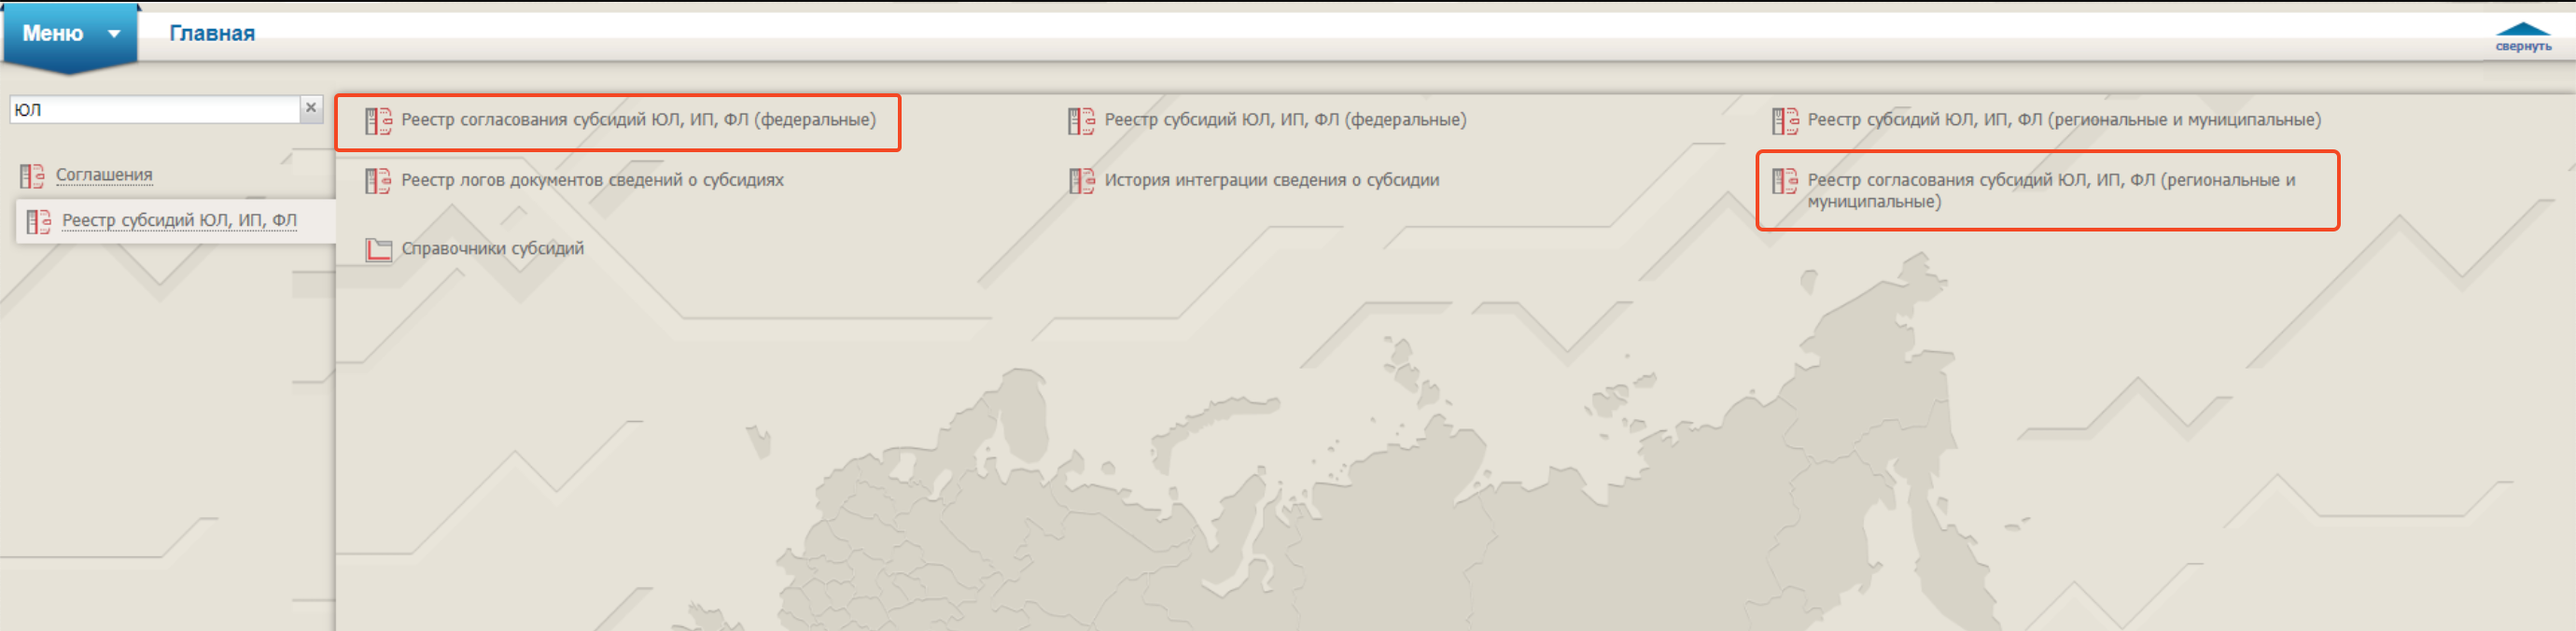 Меню
Главная
свернуть
ЮЛ
Соглашения
Реестр субсидий ЮЛ, ИП, ФЛ
Реестр согласования субсидий ЮЛ, ИП, ФЛ (федеральные)
Реестр субсидий ЮЛ, ИП, ФЛ (федеральные)
Реестр субсидий ЮЛ, ИП, ФЛ (региональные и муниципальные)
Реестр логов документов сведений о субсидиях
История интеграции сведения о субсидии
Реестр согласования субсидий ЮЛ, ИП, ФЛ (региональные и
муниципальные)
Справочники субсидий